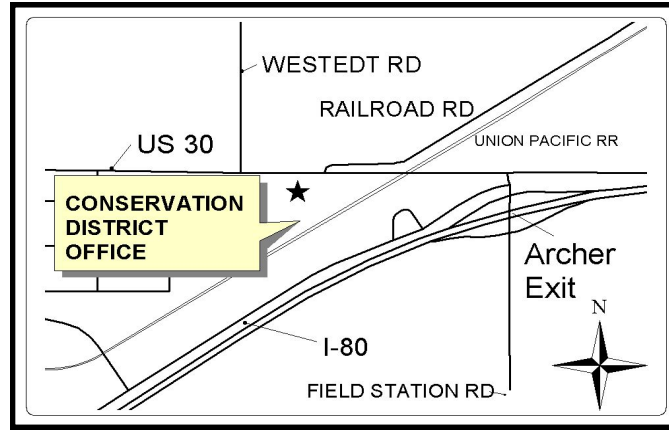 WESTEDT RD
RAILROAD RD
UNION PACIFIC RR
US 30
CONSERVATION
DISTRICT
OFFICE
Archer
Exit
N
I-80
FIELD STATION RD